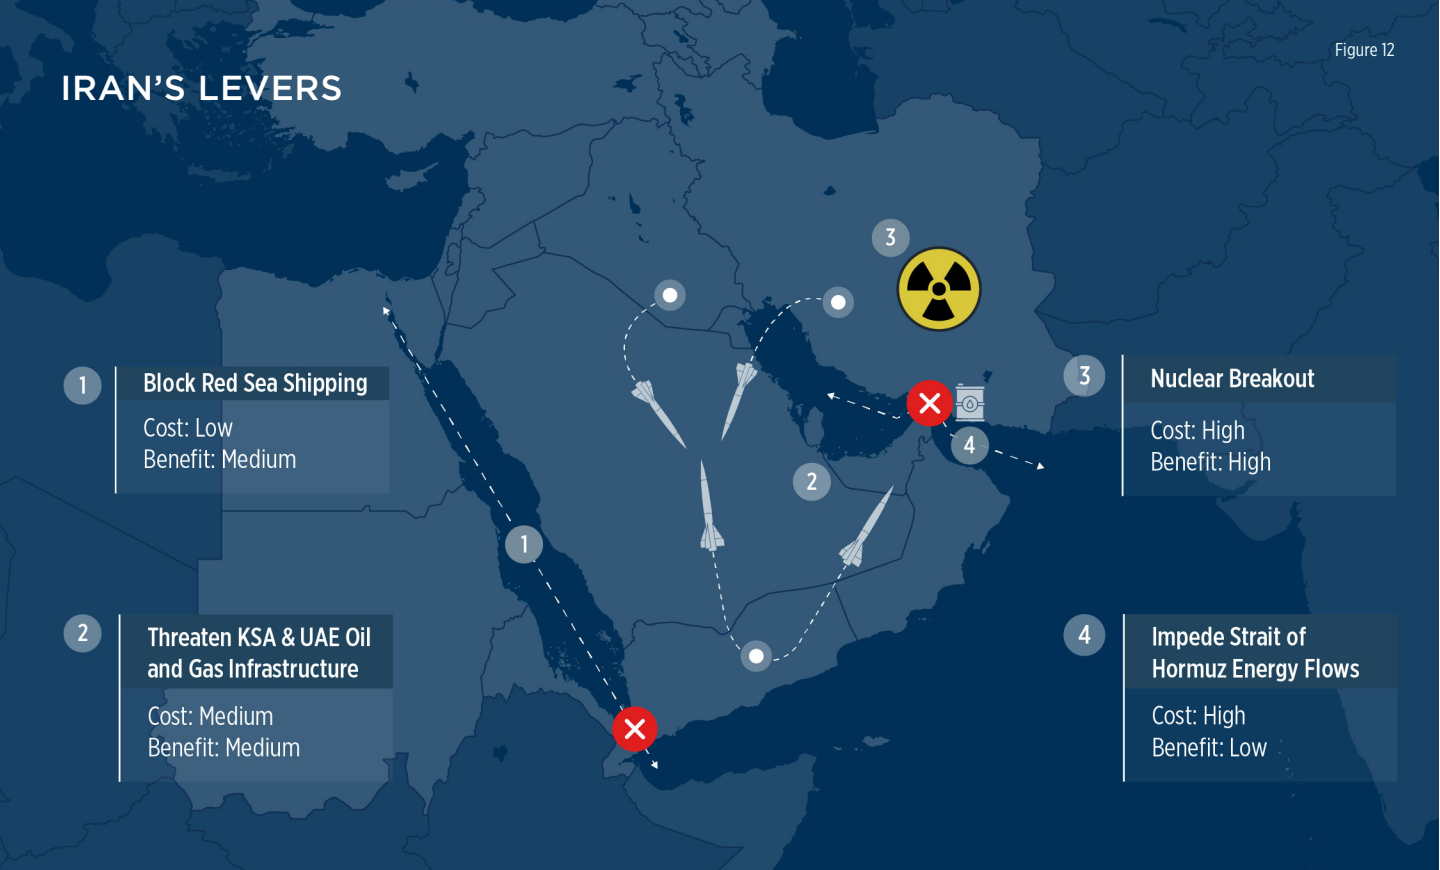 Figure 12
IRAN'S LEVERS
1
Block Red Sea Shipping
Cost: Low
Benefit: Medium
2
Threaten KSA & UAE Oil
and Gas Infrastructure
Cost: Medium
Benefit: Medium
3
Nuclear Breakout
Cost: High
Benefit: High
4
Impede Strait of
Hormuz Energy Flows
Cost: High
Benefit: Low
3
4
2
1